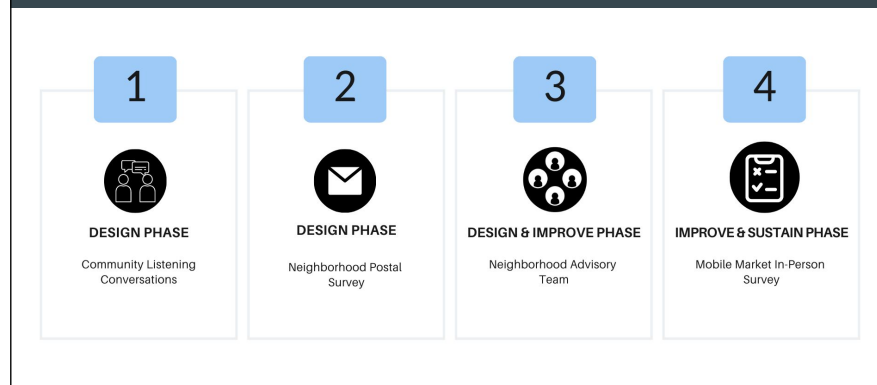 1
DESIGN PHASE
Community Listening
Conversations
2
DESIGN PHASE
Neighborhood Postal
Survey
3
DESIGN & IMPROVE PHASE
Neighborhood Advisory
Team
4
IMPROVE & SUSTAIN PHASE
Mobile Market In-Person
Survey